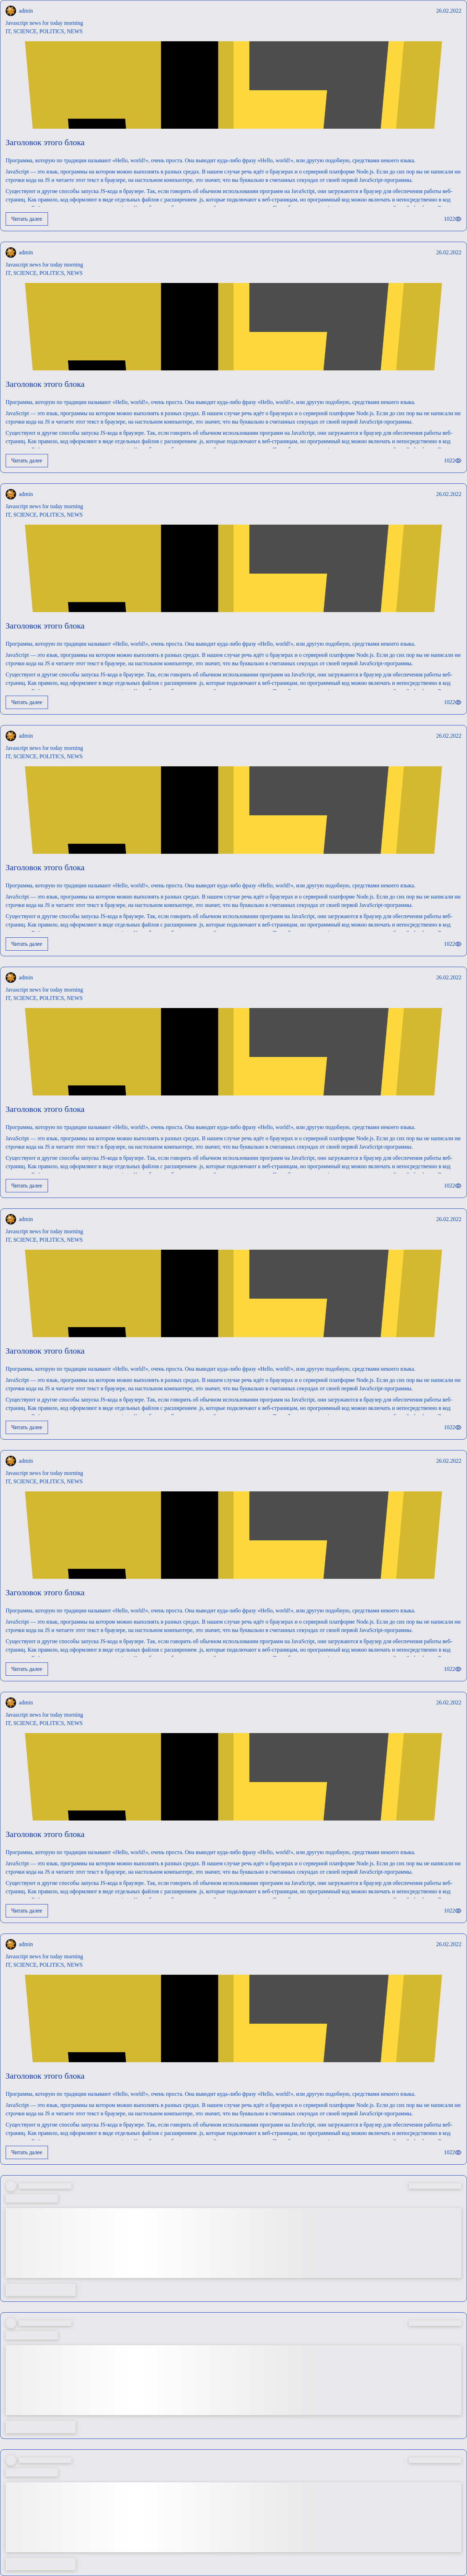 admin 26.02.2022
Javascript news for today morning
IT, SCIENCE, POLITICS, NEWS
Заголовок этого блока
Программа, которую по традиции называют «Hello, world!», очень проста. Она выводит куда-либо фразу «Hello, world!», или другую подобную, средствами некоего языка.
JavaScript — это язык, программы на котором можно выполнять в разных средах. В нашем случае речь идёт о браузерах и о серверной платформе Node.js. Если до сих пор вы не написали ни
строчки кода на JS и читаете этот текст в браузере, на настольном компьютере, это значит, что вы буквально в считанных секундах от своей первой JavaScript-программы.
Существуют и другие способы запуска JS-кода в браузере. Так, если говорить об обычном использовании программ на JavaScript, они загружаются в браузер для обеспечения работы веб-
страниц. Как правило, код оформляют в виде отдельных файлов с расширением .js, которые подключают к веб-страницам, но программный код можно включать и непосредственно в код
Читать далее 1022
admin 26.02.2022
Javascript news for today morning
IT, SCIENCE, POLITICS, NEWS
Заголовок этого блока
Программа, которую по традиции называют «Hello, world!», очень проста. Она выводит куда-либо фразу «Hello, world!», или другую подобную, средствами некоего языка.
JavaScript — это язык, программы на котором можно выполнять в разных средах. В нашем случае речь идёт о браузерах и о серверной платформе Node.js. Если до сих пор вы не написали ни
строчки кода на JS и читаете этот текст в браузере, на настольном компьютере, это значит, что вы буквально в считанных секундах от своей первой JavaScript-программы.
Существуют и другие способы запуска JS-кода в браузере. Так, если говорить об обычном использовании программ на JavaScript, они загружаются в браузер для обеспечения работы веб-
страниц. Как правило, код оформляют в виде отдельных файлов с расширением .js, которые подключают к веб-страницам, но программный код можно включать и непосредственно в код
Читать далее 1022
admin 26.02.2022
Javascript news for today morning
IT, SCIENCE, POLITICS, NEWS
Заголовок этого блока
Программа, которую по традиции называют «Hello, world!», очень проста. Она выводит куда-либо фразу «Hello, world!», или другую подобную, средствами некоего языка.
JavaScript — это язык, программы на котором можно выполнять в разных средах. В нашем случае речь идёт о браузерах и о серверной платформе Node.js. Если до сих пор вы не написали ни
строчки кода на JS и читаете этот текст в браузере, на настольном компьютере, это значит, что вы буквально в считанных секундах от своей первой JavaScript-программы.
Существуют и другие способы запуска JS-кода в браузере. Так, если говорить об обычном использовании программ на JavaScript, они загружаются в браузер для обеспечения работы веб-
страниц. Как правило, код оформляют в виде отдельных файлов с расширением .js, которые подключают к веб-страницам, но программный код можно включать и непосредственно в код
Читать далее 1022
admin 26.02.2022
Javascript news for today morning
IT, SCIENCE, POLITICS, NEWS
Заголовок этого блока
Программа, которую по традиции называют «Hello, world!», очень проста. Она выводит куда-либо фразу «Hello, world!», или другую подобную, средствами некоего языка.
JavaScript — это язык, программы на котором можно выполнять в разных средах. В нашем случае речь идёт о браузерах и о серверной платформе Node.js. Если до сих пор вы не написали ни
строчки кода на JS и читаете этот текст в браузере, на настольном компьютере, это значит, что вы буквально в считанных секундах от своей первой JavaScript-программы.
Существуют и другие способы запуска JS-кода в браузере. Так, если говорить об обычном использовании программ на JavaScript, они загружаются в браузер для обеспечения работы веб-
страниц. Как правило, код оформляют в виде отдельных файлов с расширением .js, которые подключают к веб-страницам, но программный код можно включать и непосредственно в код
Читать далее 1022
admin 26.02.2022
Javascript news for today morning
IT, SCIENCE, POLITICS, NEWS
Заголовок этого блока
Программа, которую по традиции называют «Hello, world!», очень проста. Она выводит куда-либо фразу «Hello, world!», или другую подобную, средствами некоего языка.
JavaScript — это язык, программы на котором можно выполнять в разных средах. В нашем случае речь идёт о браузерах и о серверной платформе Node.js. Если до сих пор вы не написали ни
строчки кода на JS и читаете этот текст в браузере, на настольном компьютере, это значит, что вы буквально в считанных секундах от своей первой JavaScript-программы.
Существуют и другие способы запуска JS-кода в браузере. Так, если говорить об обычном использовании программ на JavaScript, они загружаются в браузер для обеспечения работы веб-
страниц. Как правило, код оформляют в виде отдельных файлов с расширением .js, которые подключают к веб-страницам, но программный код можно включать и непосредственно в код
Читать далее 1022
admin 26.02.2022
Javascript news for today morning
IT, SCIENCE, POLITICS, NEWS
Заголовок этого блока
Программа, которую по традиции называют «Hello, world!», очень проста. Она выводит куда-либо фразу «Hello, world!», или другую подобную, средствами некоего языка.
JavaScript — это язык, программы на котором можно выполнять в разных средах. В нашем случае речь идёт о браузерах и о серверной платформе Node.js. Если до сих пор вы не написали ни
строчки кода на JS и читаете этот текст в браузере, на настольном компьютере, это значит, что вы буквально в считанных секундах от своей первой JavaScript-программы.
Существуют и другие способы запуска JS-кода в браузере. Так, если говорить об обычном использовании программ на JavaScript, они загружаются в браузер для обеспечения работы веб-
страниц. Как правило, код оформляют в виде отдельных файлов с расширением .js, которые подключают к веб-страницам, но программный код можно включать и непосредственно в код
Читать далее 1022
admin 26.02.2022
Javascript news for today morning
IT, SCIENCE, POLITICS, NEWS
Заголовок этого блока
Программа, которую по традиции называют «Hello, world!», очень проста. Она выводит куда-либо фразу «Hello, world!», или другую подобную, средствами некоего языка.
JavaScript — это язык, программы на котором можно выполнять в разных средах. В нашем случае речь идёт о браузерах и о серверной платформе Node.js. Если до сих пор вы не написали ни
строчки кода на JS и читаете этот текст в браузере, на настольном компьютере, это значит, что вы буквально в считанных секундах от своей первой JavaScript-программы.
Существуют и другие способы запуска JS-кода в браузере. Так, если говорить об обычном использовании программ на JavaScript, они загружаются в браузер для обеспечения работы веб-
страниц. Как правило, код оформляют в виде отдельных файлов с расширением .js, которые подключают к веб-страницам, но программный код можно включать и непосредственно в код
Читать далее 1022
admin 26.02.2022
Javascript news for today morning
IT, SCIENCE, POLITICS, NEWS
Заголовок этого блока
Программа, которую по традиции называют «Hello, world!», очень проста. Она выводит куда-либо фразу «Hello, world!», или другую подобную, средствами некоего языка.
JavaScript — это язык, программы на котором можно выполнять в разных средах. В нашем случае речь идёт о браузерах и о серверной платформе Node.js. Если до сих пор вы не написали ни
строчки кода на JS и читаете этот текст в браузере, на настольном компьютере, это значит, что вы буквально в считанных секундах от своей первой JavaScript-программы.
Существуют и другие способы запуска JS-кода в браузере. Так, если говорить об обычном использовании программ на JavaScript, они загружаются в браузер для обеспечения работы веб-
страниц. Как правило, код оформляют в виде отдельных файлов с расширением .js, которые подключают к веб-страницам, но программный код можно включать и непосредственно в код
Читать далее 1022
admin 26.02.2022
Javascript news for today morning
IT, SCIENCE, POLITICS, NEWS
Заголовок этого блока
Программа, которую по традиции называют «Hello, world!», очень проста. Она выводит куда-либо фразу «Hello, world!», или другую подобную, средствами некоего языка.
JavaScript — это язык, программы на котором можно выполнять в разных средах. В нашем случае речь идёт о браузерах и о серверной платформе Node.js. Если до сих пор вы не написали ни
строчки кода на JS и читаете этот текст в браузере, на настольном компьютере, это значит, что вы буквально в считанных секундах от своей первой JavaScript-программы.
Существуют и другие способы запуска JS-кода в браузере. Так, если говорить об обычном использовании программ на JavaScript, они загружаются в браузер для обеспечения работы веб-
страниц. Как правило, код оформляют в виде отдельных файлов с расширением .js, которые подключают к веб-страницам, но программный код можно включать и непосредственно в код
Читать далее 1022